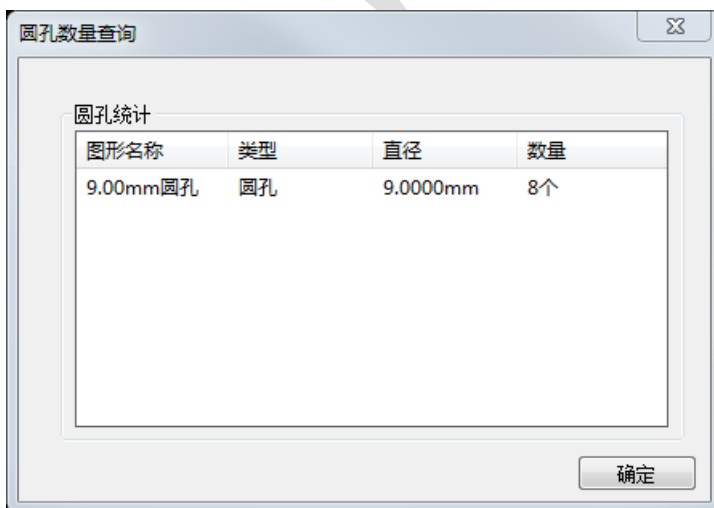 圆孔数量查询
圆孔统计
图形名称 类型 直径 数量
9.00mm圆孔 圆孔 9.0000mm 8个
确定